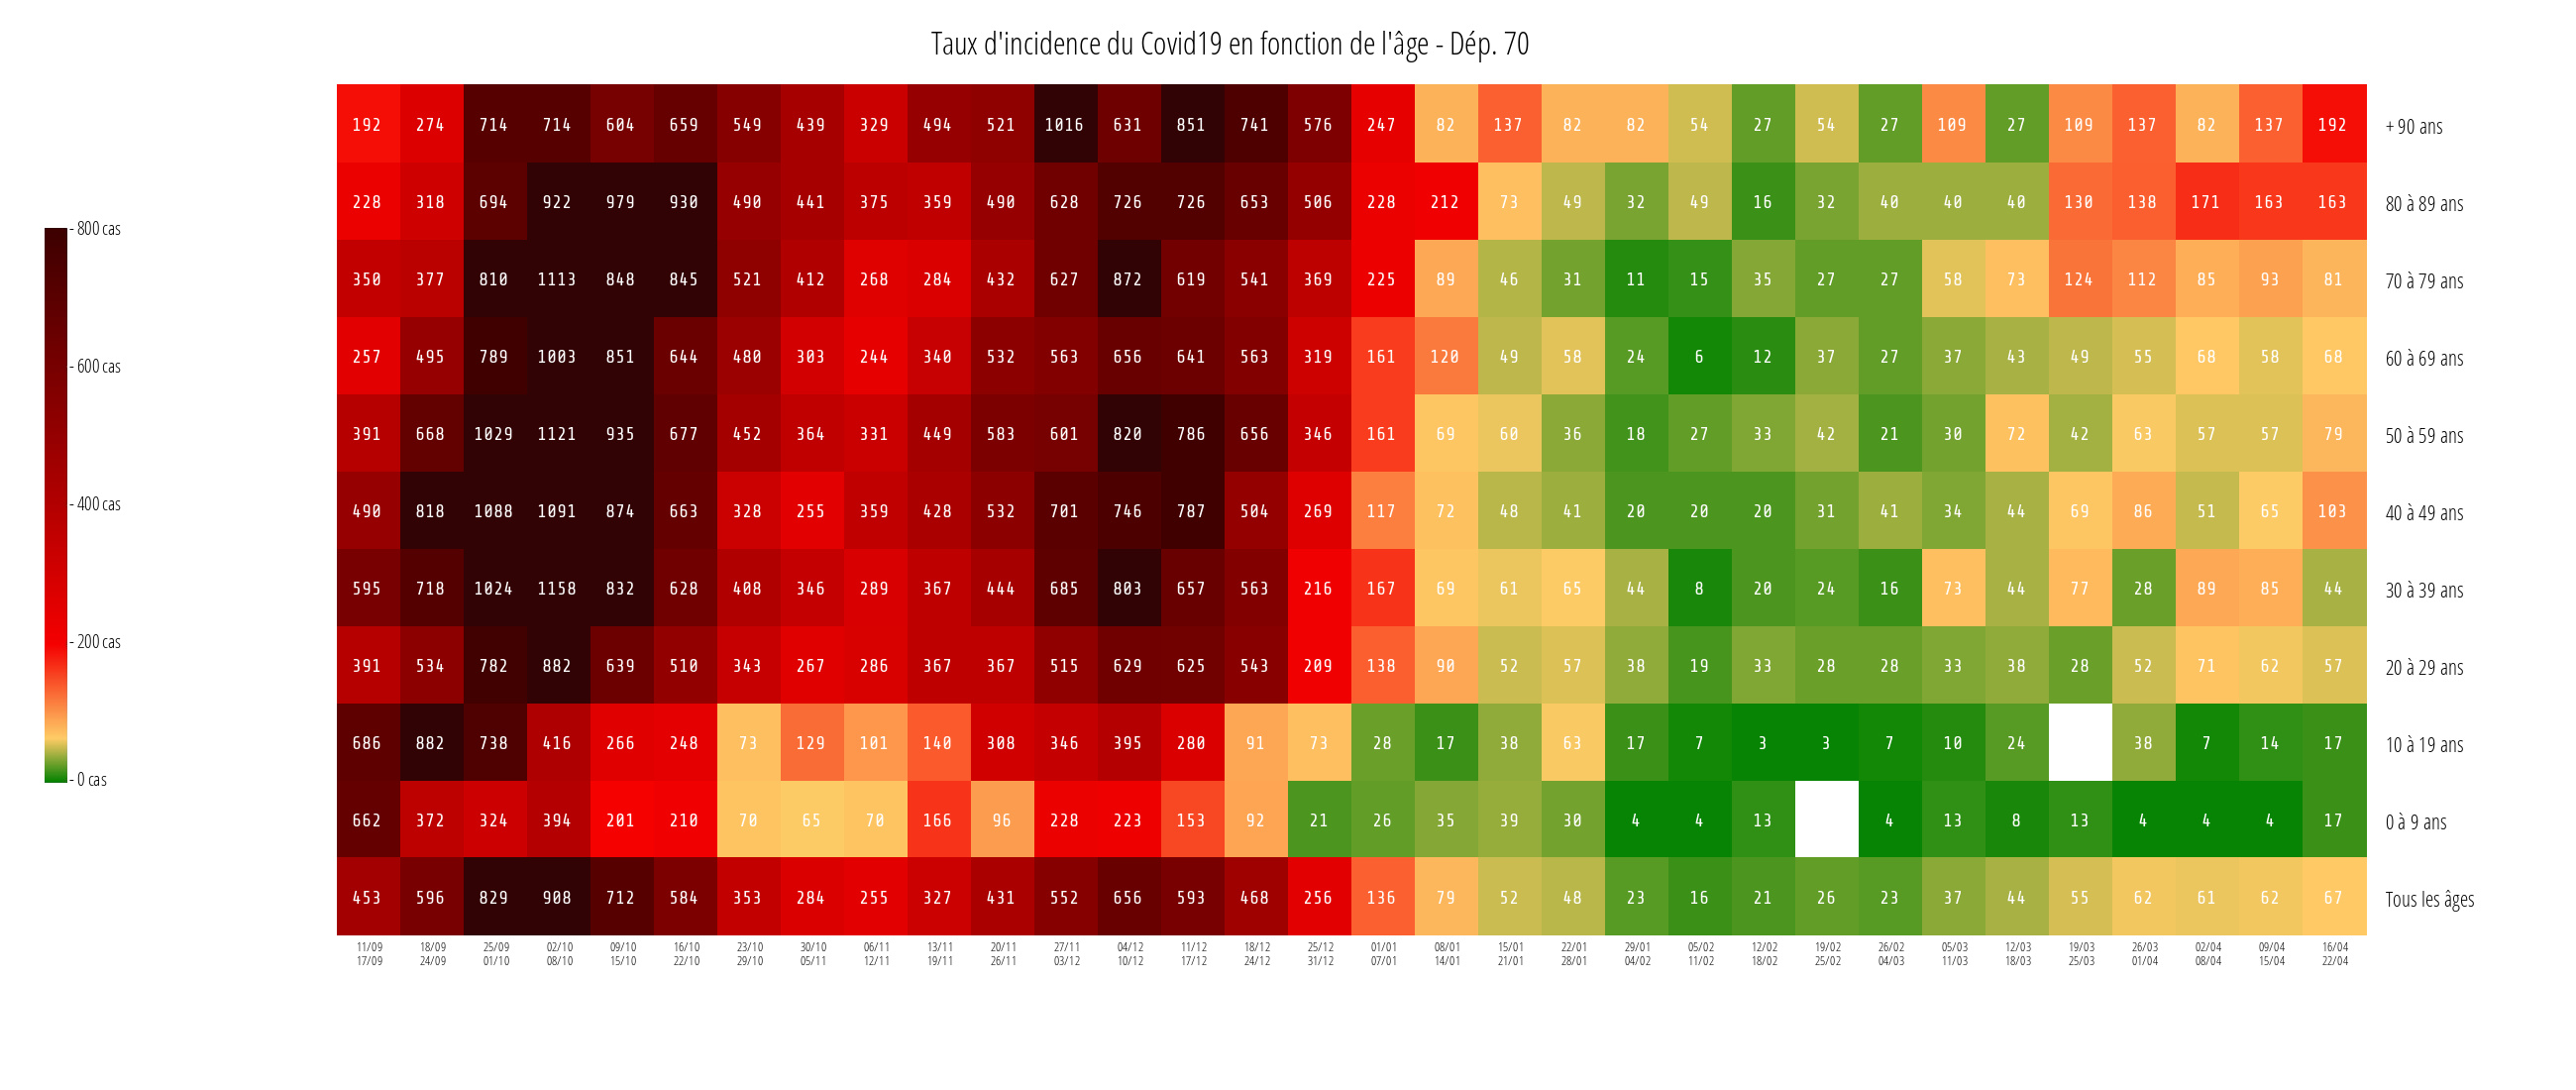 Taux d'incidence du Covid19 en fonction de l'âge - Dép. 70
- 800 cas
- 600 cas
- 400 cas
- 200 cas
- 0 cas
192 274 714 714 604 659 549 439 329 494 521 1016 631 851 741 576 247 82 137 82 82 54 27 54 27 109 27 109 137 82 137 192 + 90 ans
228 318 694 922 979 930 490 441 375 359 490 628 726 726 653 506 228 212 73 49 32 49 16 32 40 40 40 130 138 171 163 163 80 à 89 ans
350 377 810 1113 848 845 521 412 268 284 432 627 872 619 541 369 225 89 46 31 11 15 35 27 27 58 73 124 112 85 93 81 70 à 79 ans
257 495 789 1003 851 644 480 303 244 340 532 563 656 641 563 319 161 120 49 58 24 6 12 37 27 37 43 49 55 68 58 68 60 à 69 ans
391 668 1029 1121 935 677 452 364 331 449 583 601 820 786 656 346 161 69 60 36 18 27 33 42 21 30 72 42 63 57 57 79 50 à 59 ans
490 818 1088 1091 874 663 328 255 359 428 532 701 746 787 504 269 117 72 48 41 20 20 20 31 41 34 44 69 86 51 65 103 40 à 49 ans
595 718 1024 1158 832 628 408 346 289 367 444 685 803 657 563 216 167 69 61 65 44 8 20 24 16 73 44 77 28 89 85 44 30 à 39 ans
391 534 782 882 639 510 343 267 286 367 367 515 629 625 543 209 138 90 52 57 38 19 33 28 28 33 38 28 52 71 62 57 20 à 29 ans
686 882 738 416 266 248 73 129 101 140 308 346 395 280 91 73 28 17 38 63 17 7 3 3 7 10 24 38 7 14 17 10 à 19 ans
662 372 324 394 201 210 70 65 70 166 96 228 223 153 92 21 26 35 39 30 4 4 13 4 13 8 13 4 4 4 17 0 à 9 ans
453 596 829 908 712 584 353 284 255 327 431 552 656 593 468 256 136 79 52 48 23 16 21 26 23 37 44 55 62 61 62 67 Tous les âges
11/09 18/09 25/09 02/10 09/10 16/10 23/10 30/10 06/11 13/11 20/11 27/11 04/12 11/12 18/12 25/12 01/01 08/01 15/01 22/01 29/01 05/02 12/02 19/02 26/02 05/03 12/03 19/03 26/03 02/04 09/04 16/04
17/09 24/09 01/10 08/10 15/10 22/10 29/10 05/11 12/11 19/11 26/11 03/12 10/12 17/12 24/12 31/12 07/01 14/01 21/01 28/01 04/02 11/02 18/02 25/02 04/03 11/03 18/03 25/03 01/04 08/04 15/04 22/04